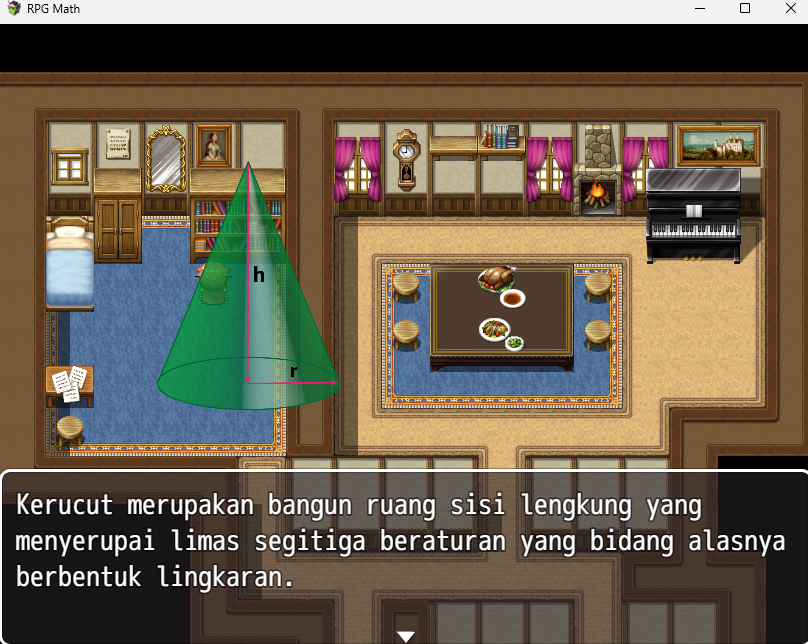 RPG Math
h
r
Kerucut merupakan bangun ruang sisi lengkung yang
menyerupai limas segitiga beraturan yang bidang alasnya
berbentuk lingkaran.